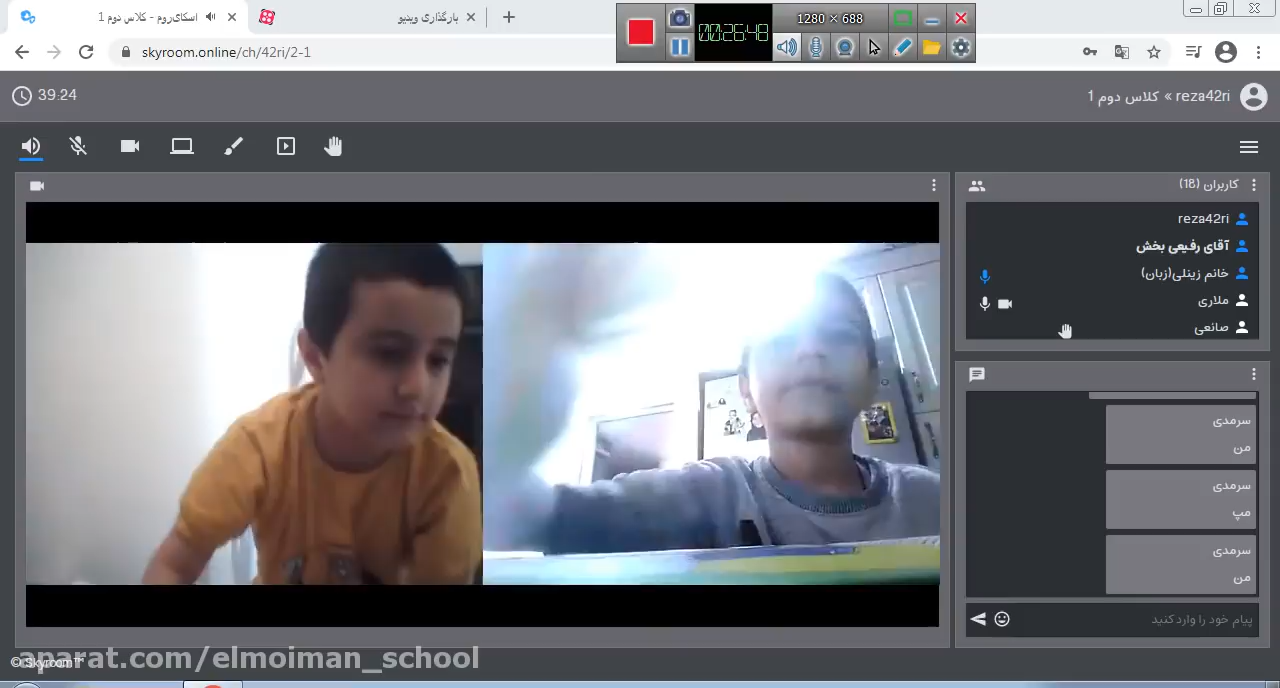 اسکای‌روم - کلاس دوم 1
بارگذاری ویدیو
00:26:48
1280 × 688
skyroom.online/ch/42ri/2-1
39:24
reza42ri » کلاس دوم 1
کاربران (18)
reza42ri
آقای رفیعی بخش
خانم زینلی(زبان)
ملاری
صانعی
سرمدی
من
سرمدی
مپ
سرمدی
من
پیام خود را وارد کنید
© Skyroom™
aparat.com/elmoiman_school